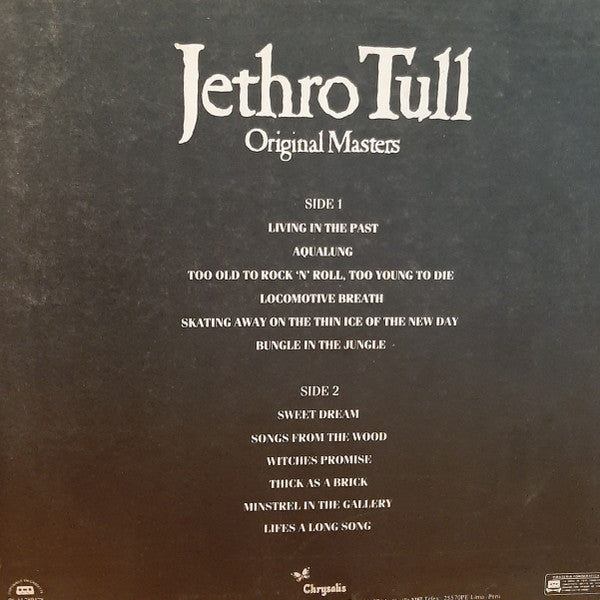 Jethro Tull
Original Masters
SIDE 1
LIVING IN THE PAST
AQUALUNG
TOO OLD TO ROCK ‘N’ ROLL, TOO YOUNG TO DIE
LOCOMOTIVE BREATH
SKATING AWAY ON THE THIN ICE OF THE NEW DAY
BUNGLE IN THE JUNGLE
SIDE 2
SWEET DREAM
SONGS FROM THE WOOD
WITCHES PROMISE
THICK AS A BRICK
MINSTREL IN THE GALLERY
LIFES A LONG SONG
Chrysalis
25570PE Lima - Perú